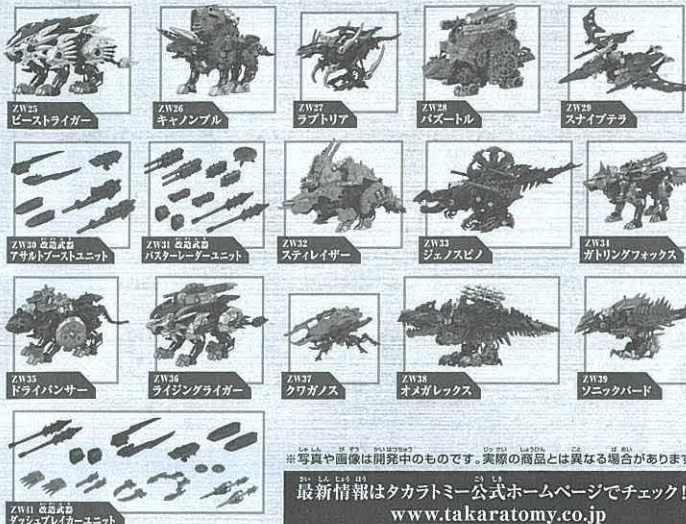 ZW25
ビーストライガー
ZW26
キャノンブル
ZW27
ラプトリア
ZW28
バズートル
ZW29
スナイプテラ
ZW30 改造武器
アサルトブーストユニット
ZW31 改造武器
バスターレーダーユニット
ZW32
スティレイザー
ZW33
ジェノスピノ
ZW34
ガトリングフォックス
ZW35
ドライパンサー
ZW36
ライジングライガー
ZW37
クワガノス
ZW38
オメガレックス
ZW39
ソニックバード
ZW41 改造武器
ダッシュブレイカーユニット
※写真や画像は開発中のものです。実際の商品とは異なる場合があります
最新情報はタカラトミー公式ホームページでチェック!
www.takaratomy.co.jp